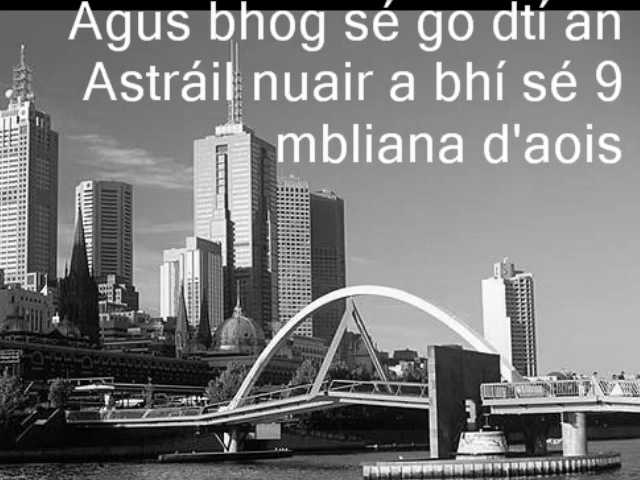 Agus bhog sé go dtí an
Astráil nuair a bhí sé 9
mbliana d'aois